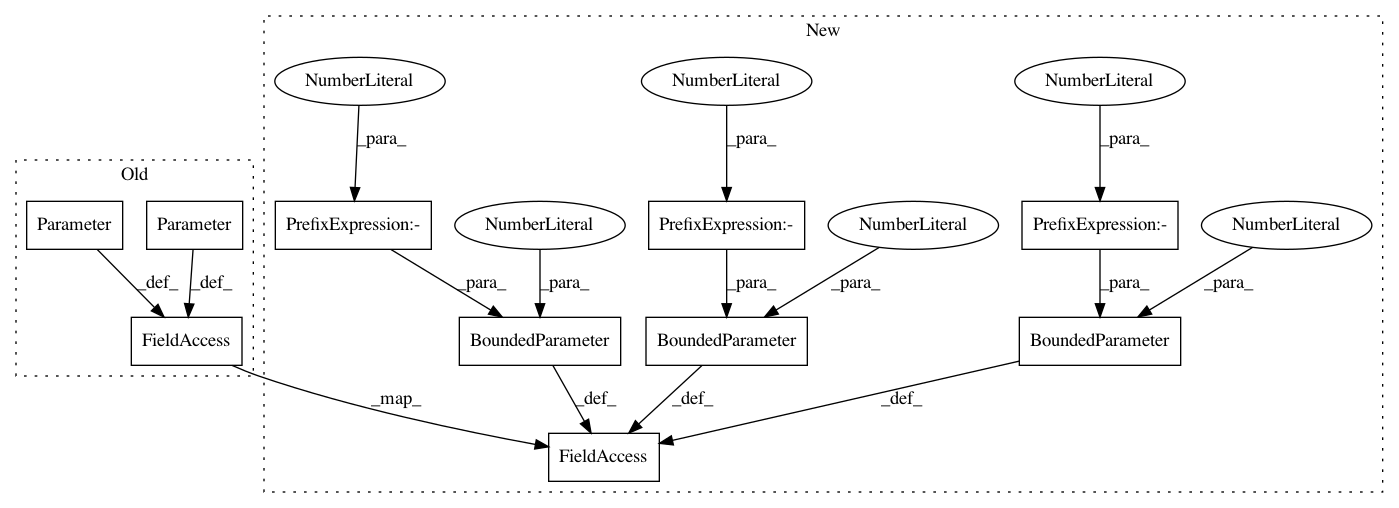 New
NumberLiteral
NumberLiteral
NumberLiteral
_para_
_para_
_para_
Old
Parameter
Parameter
PrefixExpression:-
NumberLiteral
PrefixExpression:-
NumberLiteral
PrefixExpression:-
NumberLiteral
_def_
_def_
_para_
_para_
_para_
_para_
_para_
_para_
FieldAccess
BoundedParameter
BoundedParameter
BoundedParameter
_map_
_def_
_def_
_def_
FieldAccess